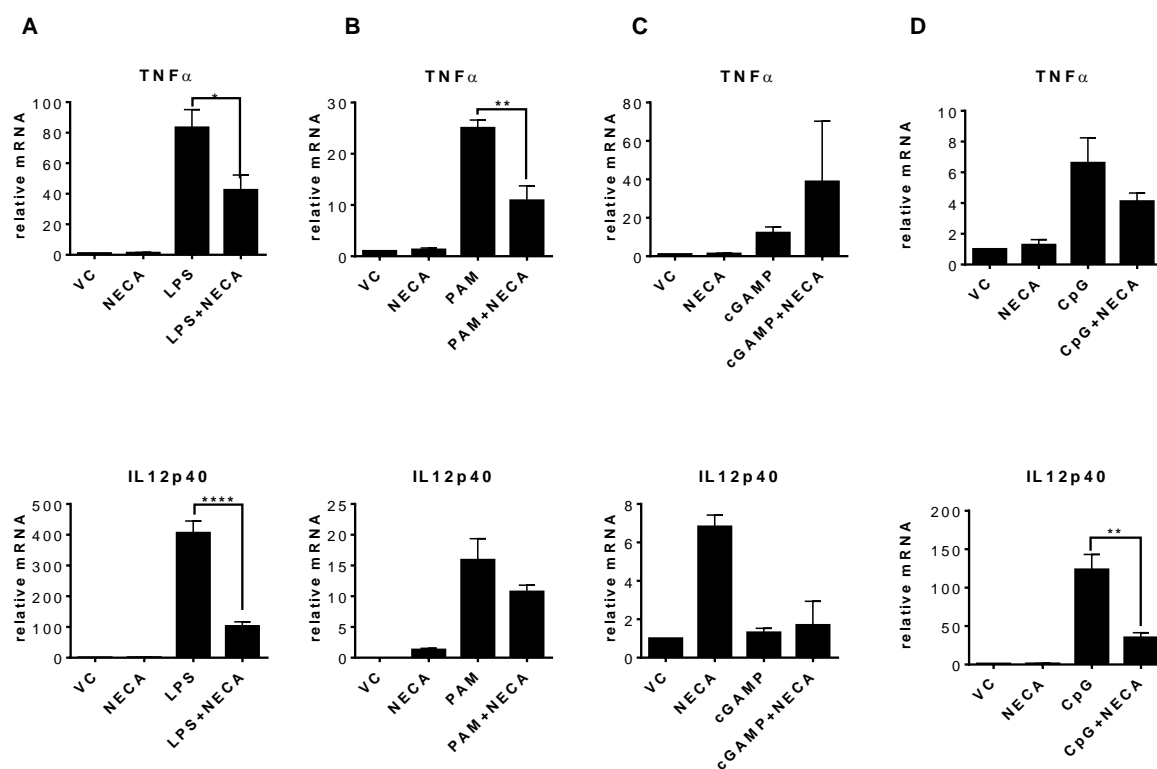 A
B
C
D
TNFα
relative mRNA
100
80
60
40
20
0
*
VC
NECA
LPS
LPS+NECA
TNFα
relative mRNA
30
20
10
0
**
VC
NECA
PAM
PAM+NECA
TNFα
relative mRNA
80
60
40
20
0
VC
NECA
cGAMP
cGAMP+NECA
TNFα
relative mRNA
10
8
6
4
2
0
VC
NECA
CpG
CpG+NECA
IL12p40
relative mRNA
500
400
300
200
100
0
****
VC
NECA
LPS
LPS+NECA
IL12p40
relative mRNA
25
20
15
10
5
0
VC
NECA
PAM
PAM+NECA
IL12p40
relative mRNA
8
6
4
2
0
VC
NECA
cGAMP
cGAMP+NECA
IL12p40
relative mRNA
200
150
100
50
0
**
VC
NECA
CpG
CpG+NECA